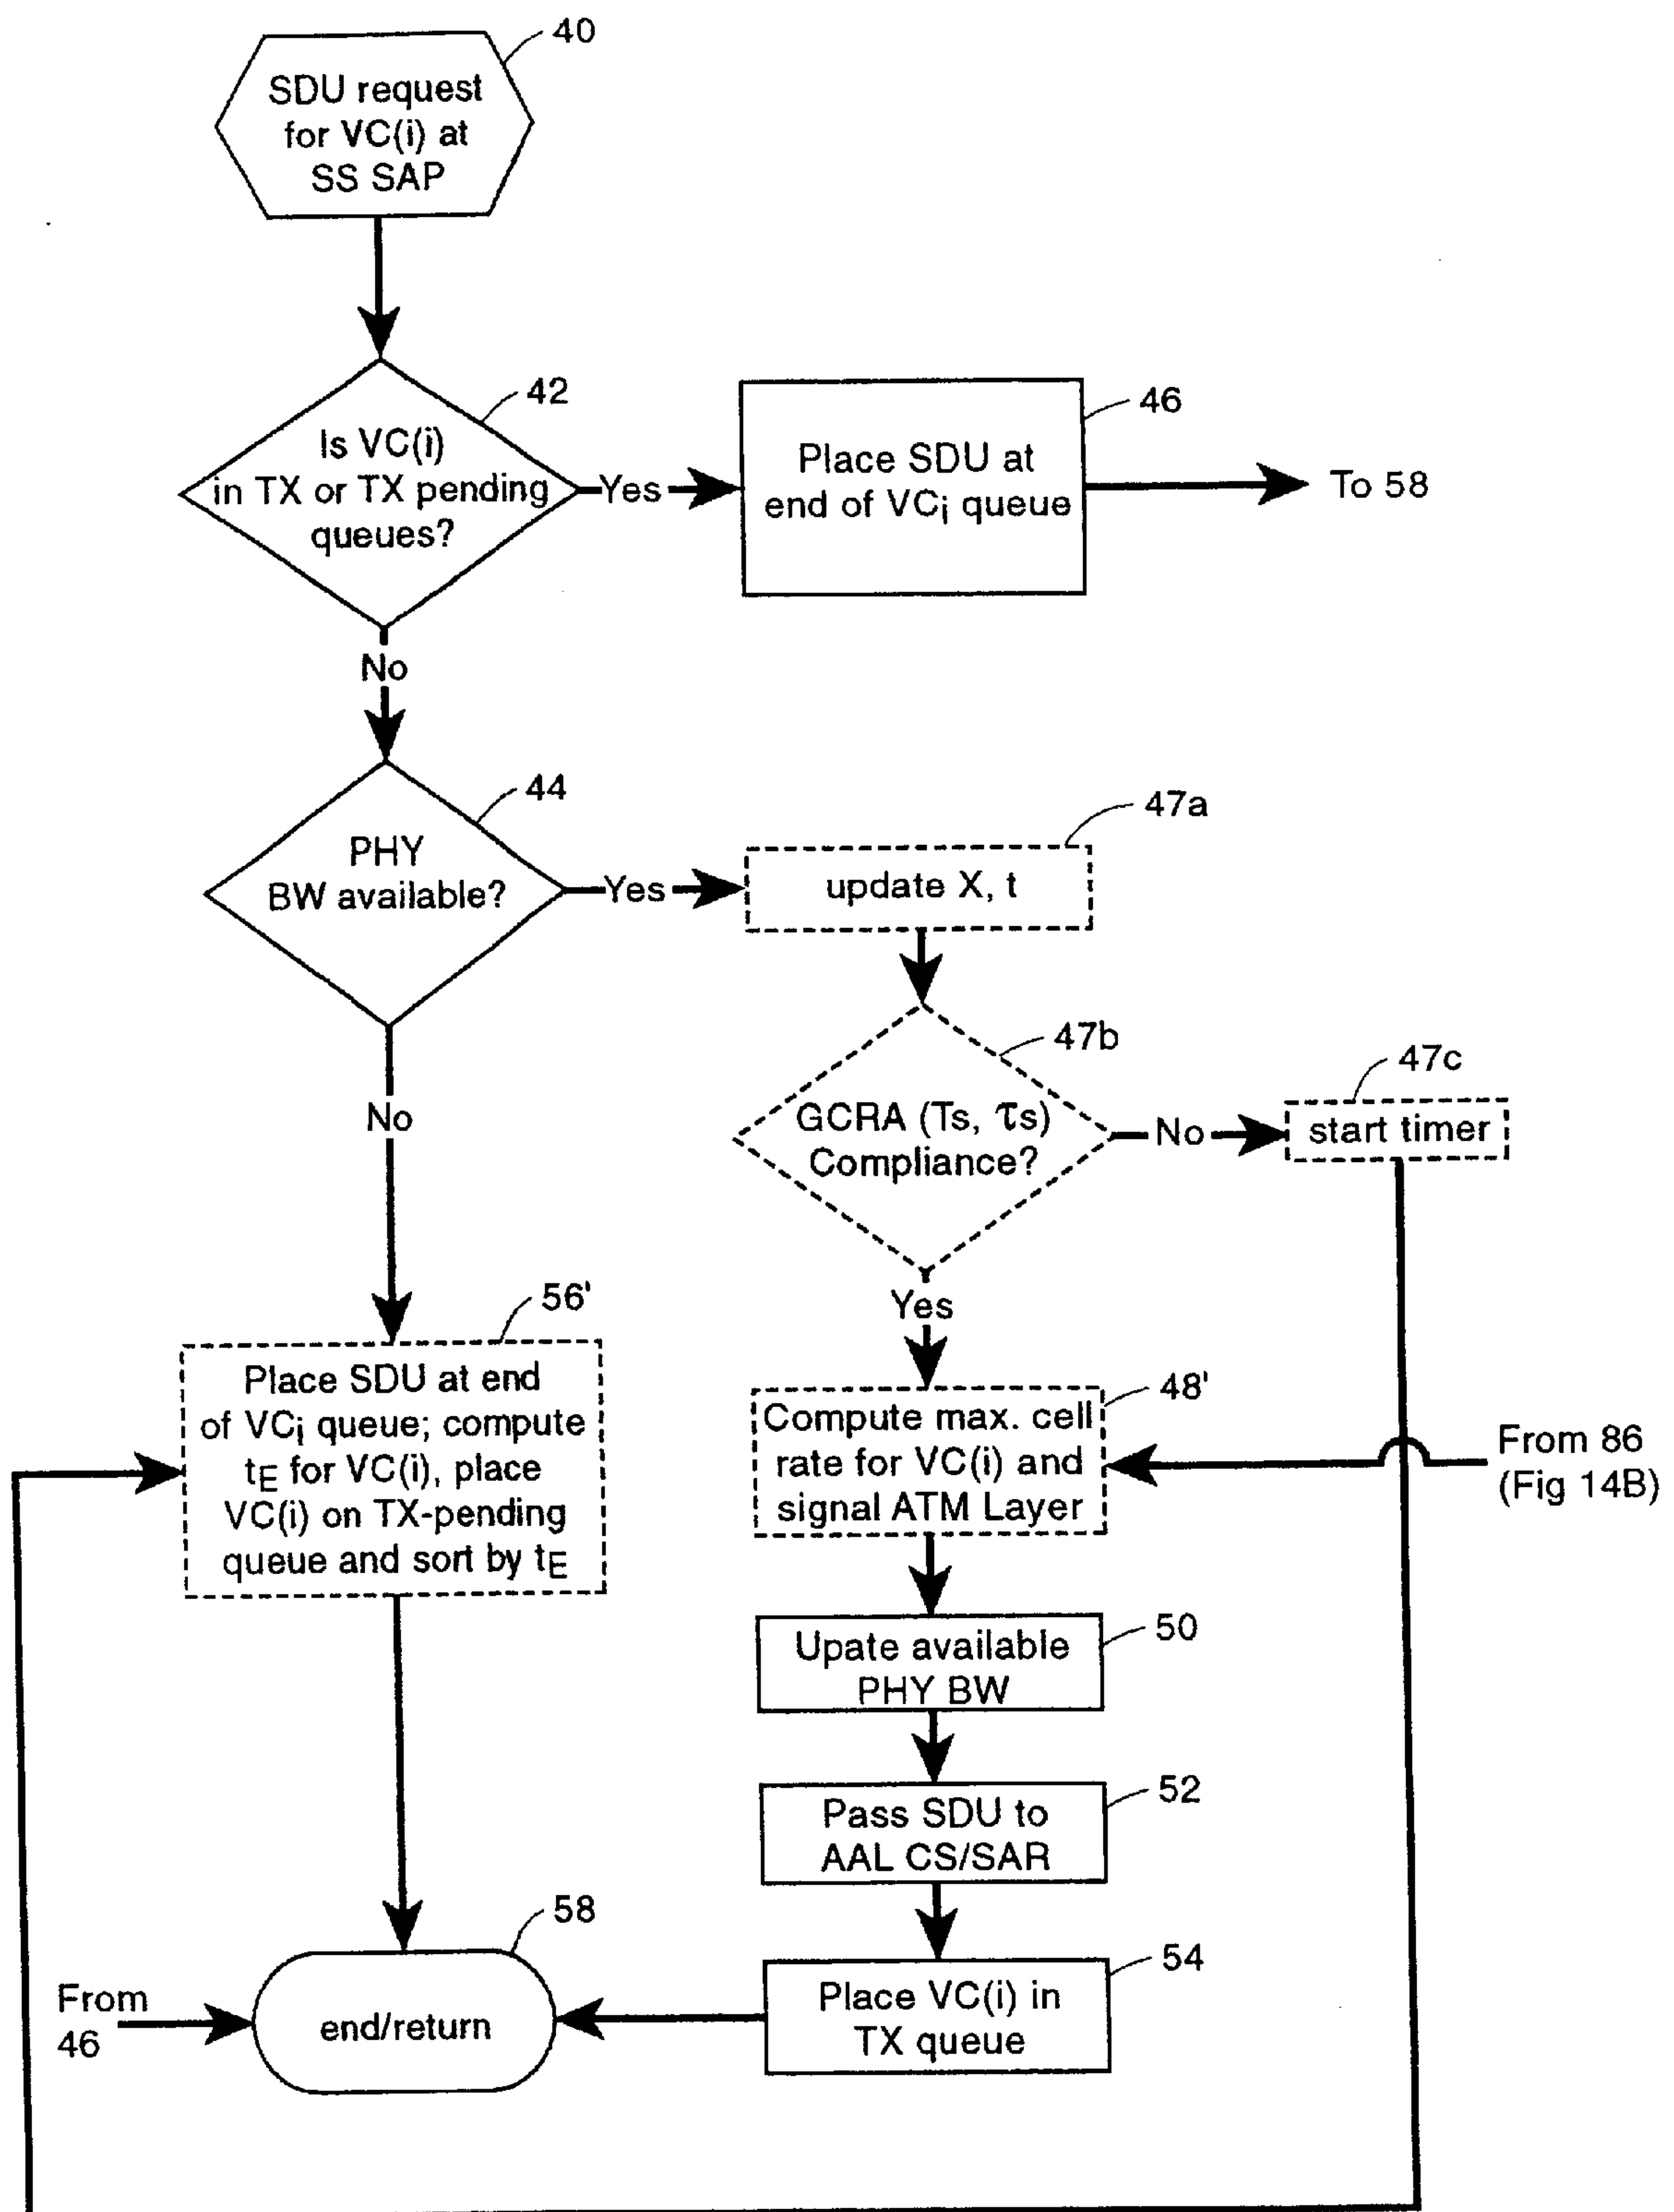 40
SDU request
for VC(i) at
SS SAP
42
Is VC(i)
in TX or TX pending
queues?
Yes
46
Place SDU at
end of VCi queue
To 58
No
44
PHY
BW available?
Yes
47a
update X, t
47b
GCRA (Ts, τs)
Compliance?
No
47c
start timer
No
Yes
56'
Place SDU at end
of VCi queue; compute
tE for VC(i), place
VC(i) on TX-pending
queue and sort by tE
48'
Compute max. cell
rate for VC(i) and
signal ATM Layer
From 86
(Fig 14B)
50
Upate available
PHY BW
52
Pass SDU to
AAL CS/SAR
54
Place VC(i) in
TX queue
58
end/return
From
46